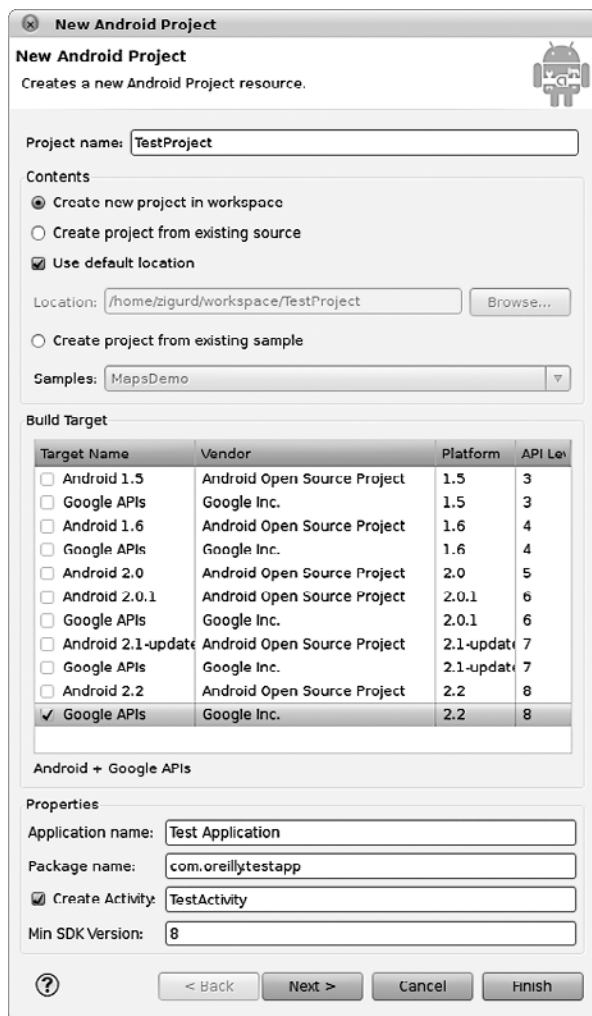 New Android Project
New Android Project
Creates a new Android Project resource.
Project name: TestProject
Contents
Create new project in workspace
Create project from existing source
Use default location
Location: /home/zigurd/workspace/TestProject Browse...
Create project from existing sample
Samples: MapsDemo
Build Target
Target Name Vendor Platform API Lev
Android 1.5 Android Open Source Project 1.5 3
Google APIs Google Inc. 1.5 3
Android 1.6 Android Open Source Project 1.6 4
Google APIs Google Inc. 1.6 4
Android 2.0 Android Open Source Project 2.0 5
Android 2.0.1 Android Open Source Project 2.0.1 6
Google APIs Google Inc. 2.0.1 6
Android 2.1-update Android Open Source Project 2.1-update 7
Google APIs Google Inc. 2.1-update 7
Android 2.2 Android Open Source Project 2.2 8
Google APIs Google Inc. 2.2 8
Android + Google APIs
Properties
Application name: Test Application
Package name: com.oreilly.testapp
Create Activity: TestActivity
Min SDK Version: 8
? < Back Next > Cancel Finish